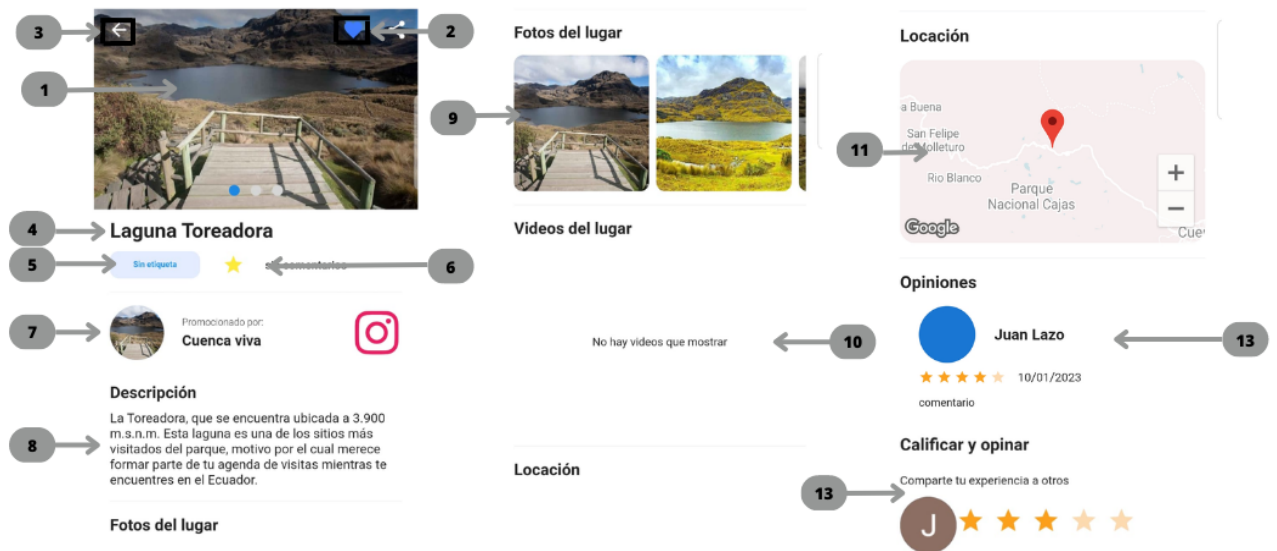 3
2
1
4
Laguna Toreadora
5
Sin etiqueta
sin comentarios
6
7
Promocionado por:
Cuenca viva
Descripción
8
La Toreadora, que se encuentra ubicada a 3.900
m.s.n.m. Esta laguna es una de los sitios más
visitados del parque, motivo por el cual merece
formar parte de tu agenda de visitas mientras te
encuentres en el Ecuador.
Fotos del lugar
Fotos del lugar
9
Videos del lugar
No hay videos que mostrar
10
Locación
Locación
11
a Buena
San Felipe
de Molleturo
Rio Blanco
Parque
Nacional Cajas
+
−
Google
Cue
Opiniones
Juan Lazo
13
10/01/2023
comentario
Calificar y opinar
Comparte tu experiencia a otros
13
J